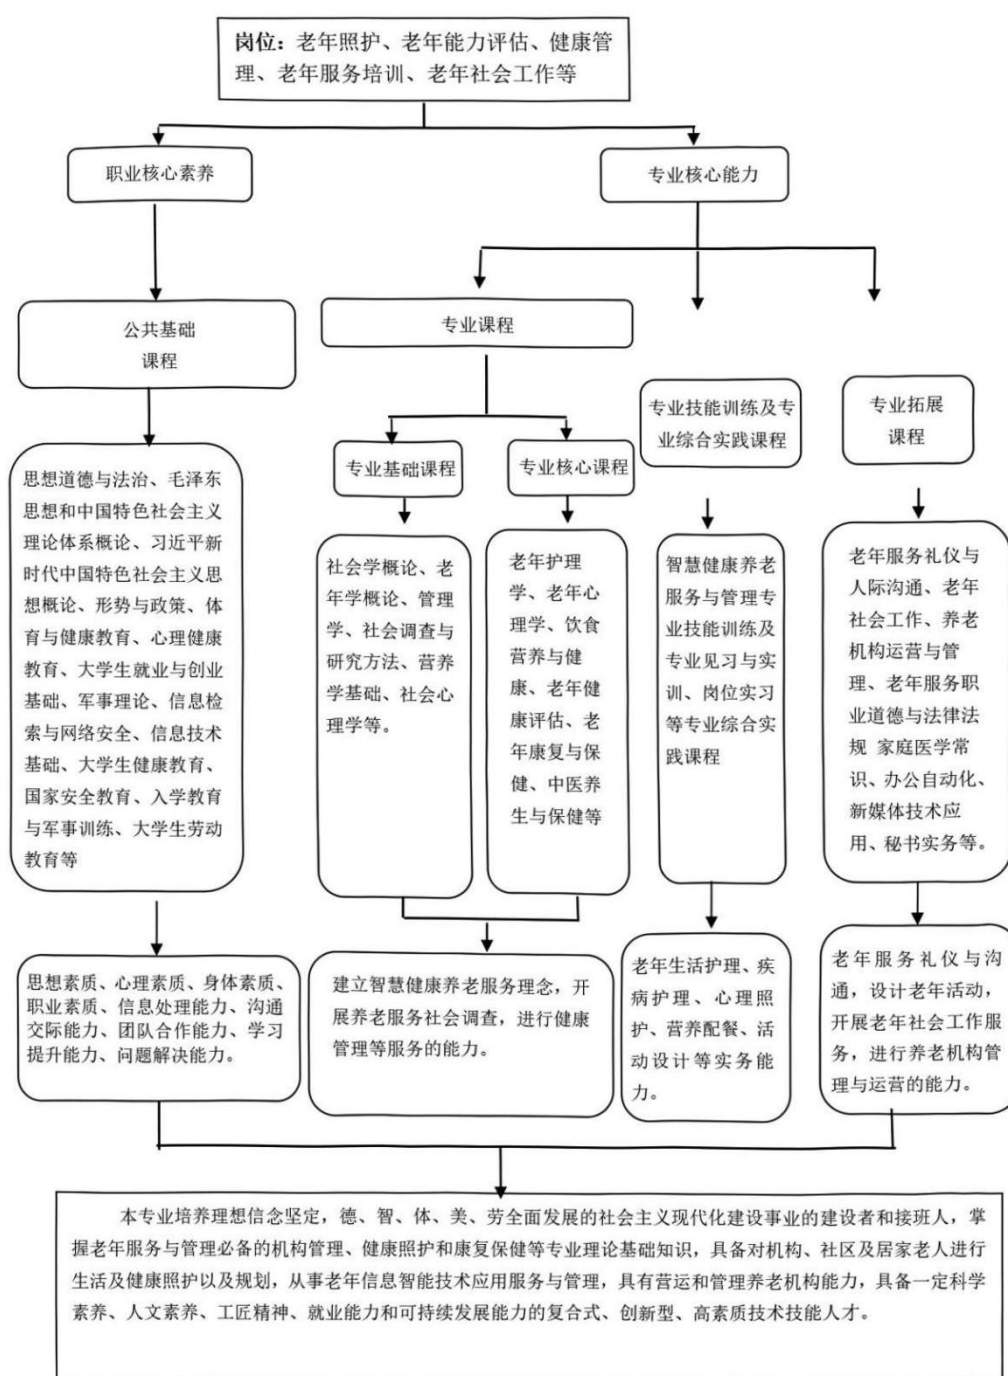 岗位：老年照护、老年能力评估、健康管
理、老年服务培训、老年社会工作等
职业核心素养
专业核心能力
公共基础
课程
专业课程
专业技能训练及专
业综合实践课程
专业拓展
课程
专业基础课程
专业核心课程
思想道德与法治、毛泽东
思想和中国特色社会主义
理论体系概论、习近平新
时代中国特色社会主义思
想概论、形势与政策、体
育与健康教育、心理健康
教育、大学生就业与创业
基础、军事理论、信息检
索与网络安全、信息技术
基础、大学生健康教育、
国家安全教育、入学教育
与军事训练、大学生劳动
教育等
社会学概论、老
年学概论、管理
学、社会调查与
研究方法、营养
学基础、社会心
理学等。
老年护理
学、老年心
理学、饮食
营养与健
康、老年健
康评估、老
年康复与保
健、中医养
生与保健等
智慧健康养老
服务与管理专
业技能训练及
专业见习与实
训、岗位实习
等专业综合实
践课程
老年服务礼仪与
人际沟通、老年
社会工作、养老
机构运营与管
理、老年服务职
业道德与法律法
规 家庭医学常
识、办公自动化、
新媒体技术应
用、秘书实务等。
思想素质、心理素质、身体素质、
职业素质、信息处理能力、沟通
交际能力、团队合作能力、学习
提升能力、问题解决能力。
建立智慧健康养老服务理念，开
展养老服务社会调查，进行健康
管理等服务的能力。
老年生活护理、疾
病护理、心理照
护、营养配餐、活
动设计等实务能
力。
老年服务礼仪与沟
通，设计老年活动，
开展老年社会工作服
务，进行养老机构管
理与运营的能力。
本专业培养理想信念坚定，德、智、体、美、劳全面发展的社会主义现代化建设事业的建设者和接班人，掌
握老年服务与管理必备的机构管理、健康照护和康复保健等专业理论基础知识，具备对机构、社区及居家老人进行
生活及健康照护以及规划，从事老年信息智能技术应用服务与管理，具有营运和管理养老机构能力，具备一定科学
素养、人文素养、工匠精神、就业能力和可持续发展能力的复合式、创新型、高素质技术技能人才。